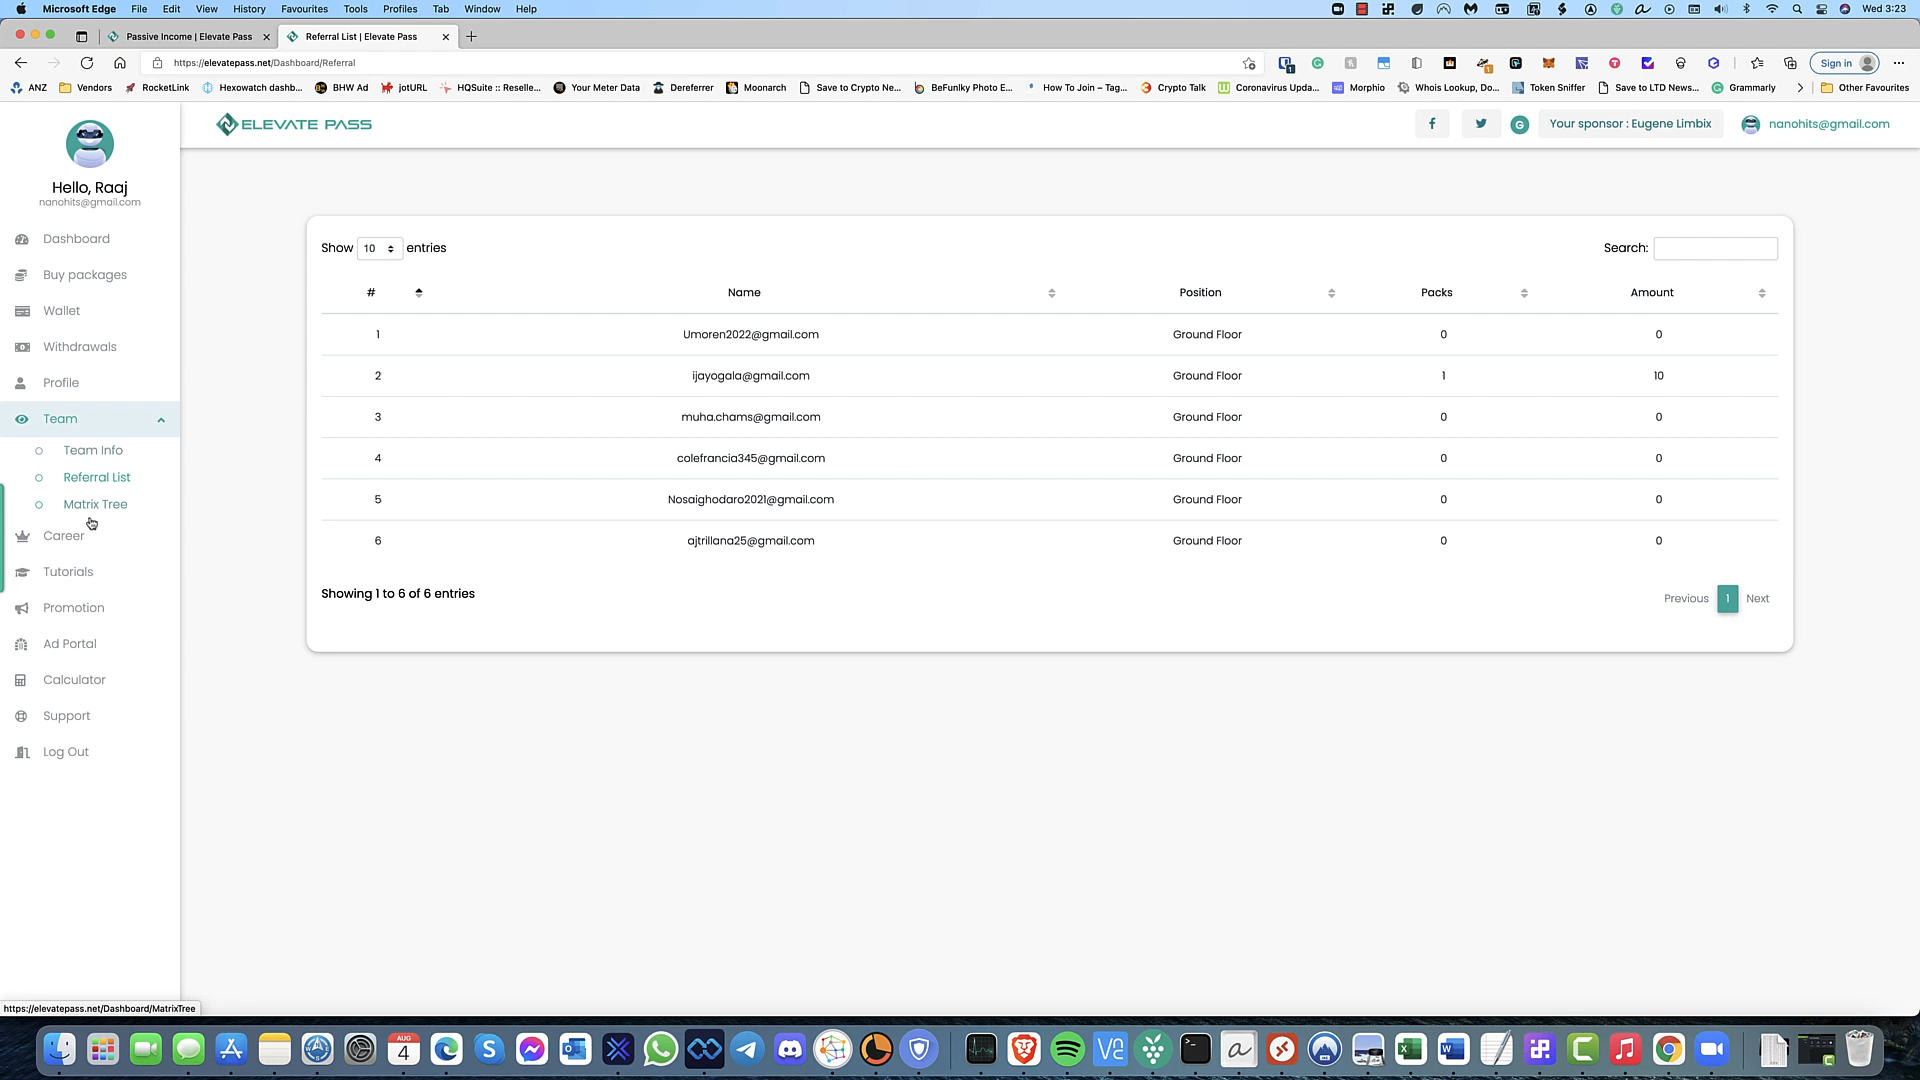 Microsoft Edge File Edit View History Favourites Tools Profiles Tab Window Help Wed 3:23
Passive Income | Elevate Pass
Referral List | Elevate Pass
https://elevatepass.net/Dashboard/Referral
Sign in
ANZ
Vendors
RocketLink
Hexowatch dashb...
BHW Ad
jotURL
HQSuite :: Reselle...
Your Meter Data
Dereferrer
Moonarch
Save to Crypto Ne...
BeFunky Photo E...
How To Join – Tag...
Crypto Talk
Coronavirus Upda...
Morphio
Whois Lookup, Do...
Token Sniffer
Save to LTD News...
Grammarly
Other Favourites
ELEVATE PASS
Your sponsor : Eugene Limbix
nanohits@gmail.com
Hello, Raaj
nanohits@gmail.com
Dashboard
Buy packages
Wallet
Withdrawals
Profile
Team
Team Info
Referral List
Matrix Tree
Career
Tutorials
Promotion
Ad Portal
Calculator
Support
Log Out
Show 10 entries
Search:
# Name Position Packs Amount
1 Umoren2022@gmail.com Ground Floor 0 0
2 ijayogala@gmail.com Ground Floor 1 10
3 muha.chams@gmail.com Ground Floor 0 0
4 colefrancia345@gmail.com Ground Floor 0 0
5 Nosaighodaro2021@gmail.com Ground Floor 0 0
6 ajtrillana25@gmail.com Ground Floor 0 0
Showing 1 to 6 of 6 entries
Previous 1 Next
https://elevatepass.net/Dashboard/MatrixTree
AUG
4